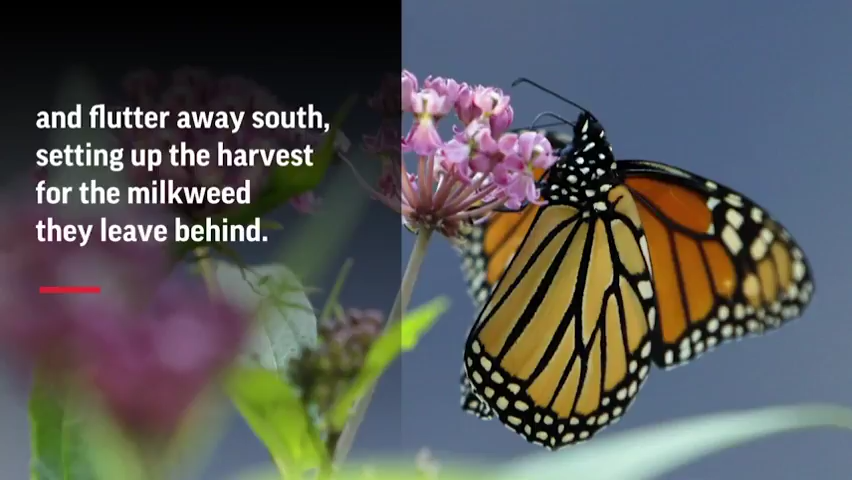 and flutter away south,
setting up the harvest
for the milkweed
they leave behind.